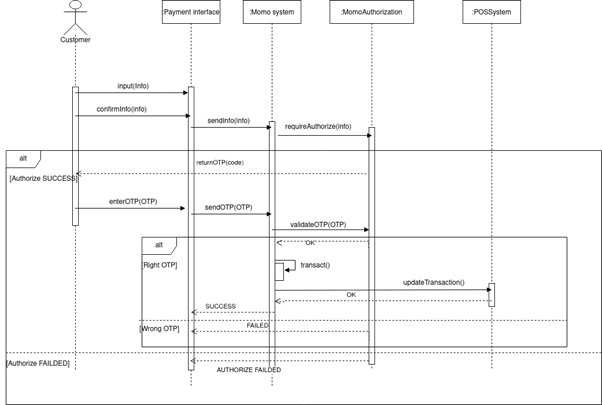 :Payment interface
:Momo system
:MomoAuthorization
:POSSystem
Customer
input(Info)
confirmInfo(info)
sendInfo(info)
requireAuthorize(info)
alt
returnOTP(code)
[Authorize SUCCESS]
enterOTP(OTP)
sendOTP(OTP)
validateOTP(OTP)
alt
OK
[Right OTP]
transact()
updateTransaction()
OK
SUCCESS
FAILED
[Wrong OTP]
[Authorize FAILDED]
AUTHORIZE FAILDED